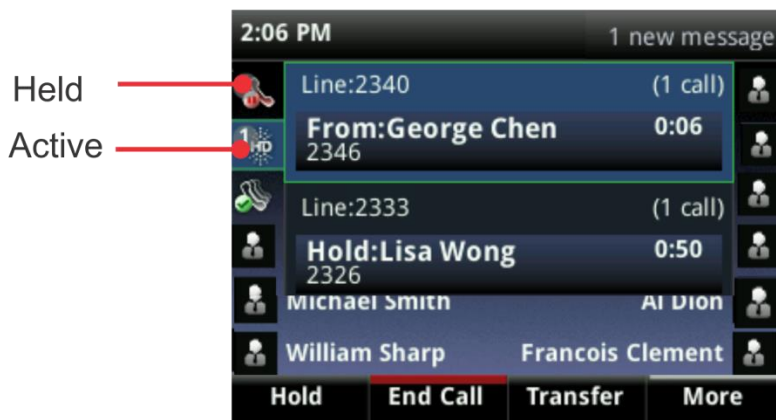 2:06 PM 1 new message
Held
Line:2340 (1 call)
From:George Chen 0:06
2346
Active
1 HD
Line:2333 (1 call)
Hold:Lisa Wong 0:50
2326
Michael Smith Al Dion
William Sharp Francois Clement
Hold End Call Transfer More